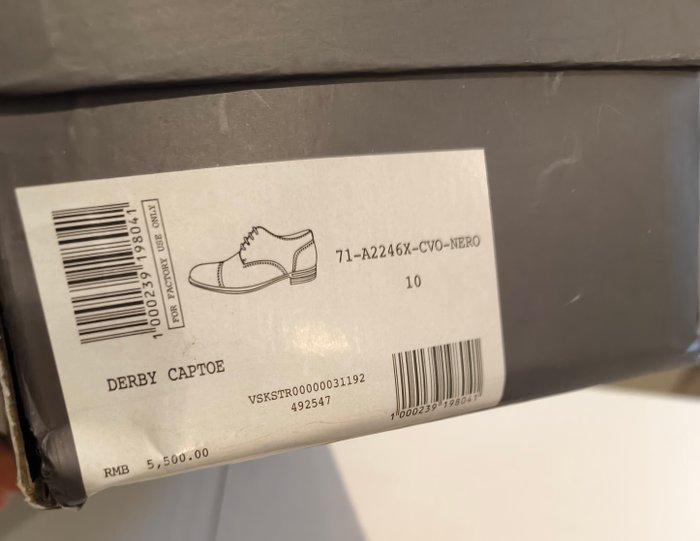 1000239198041
FOR FACTORY USE ONLY
71-A2246X-CVO-NERO
10
DERBY CAPTOE
VSKSTR00000031192
492547
1000239198041
RMB 5,500.00